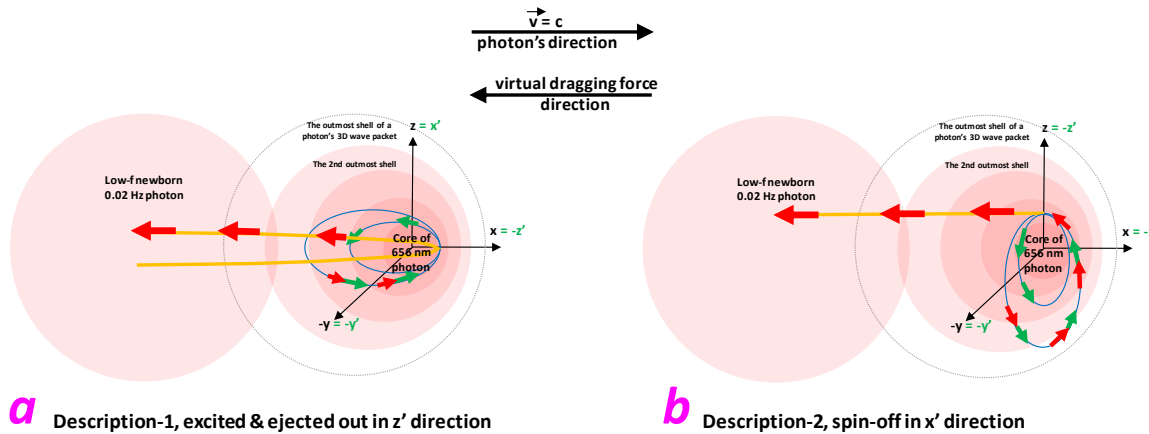 v = c
photon's direction
virtual dragging force
direction
The outmost shell of a
photon's 3D wave packet
z = x'
The 2nd outmost shell
Low-f newborn
0.02 Hz photon
x = -z'
Core of
656 nm
photon
-y = -y'
a Description-1, excited & ejected out in z' direction
The outmost shell of a
photon's 3D wave packet
z = -z'
The 2nd outmost shell
Low-f newborn
0.02 Hz photon
x = -
Core of
656 nm
photon
-y = -y'
b Description-2, spin-off in x' direction